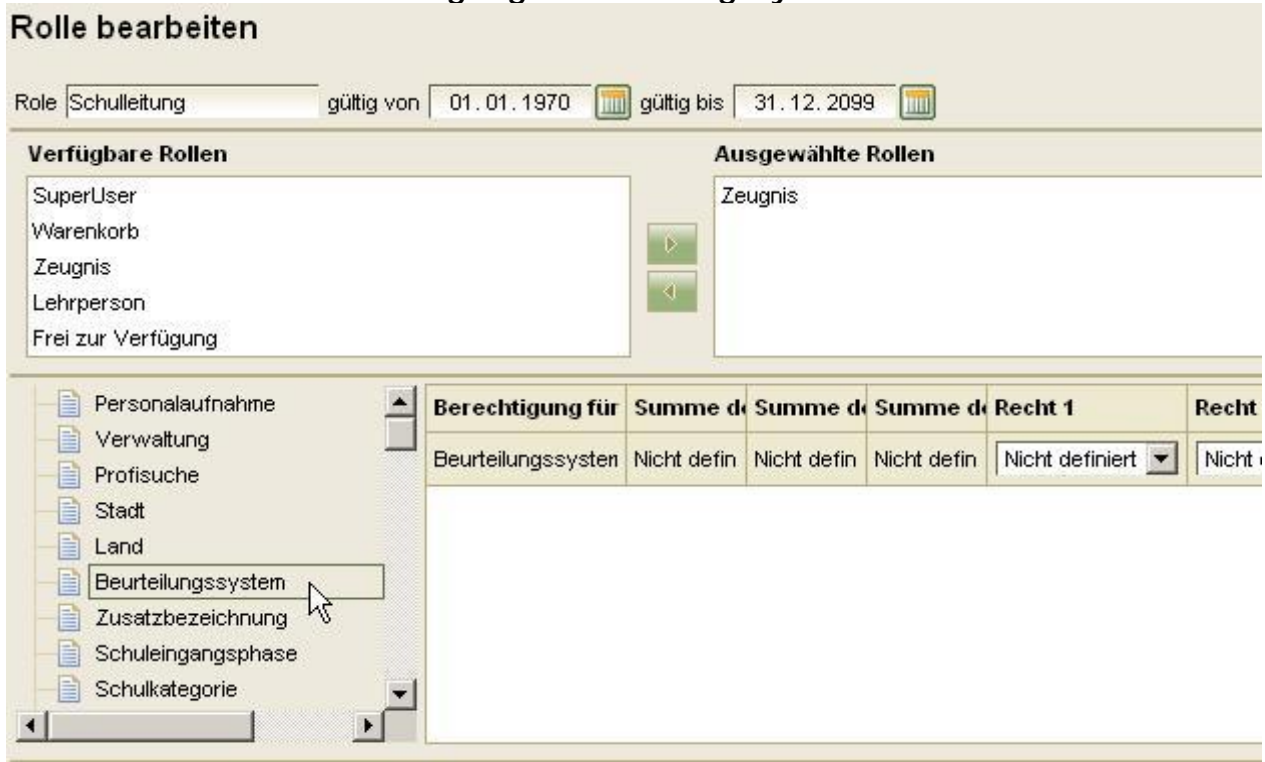 Rolle bearbeiten
Role Schulleitung gültig von 01.01.1970 gültig bis 31.12.2099
Verfügbare Rollen
SuperUser
Warenkorb
Zeugnis
Lehrperson
Frei zur Verfügung
Ausgewählte Rollen
Zeugnis
Personalaufnahme
Verwaltung
Profisuche
Stadt
Land
Beurteilungssystem
Zusatzbezeichnung
Schuleingangsphase
Schulkategorie
Berechtigung für Summe d Summe d Summe d Recht 1 Recht
Beurteilungssysten Nicht defin Nicht defin Nicht defin Nicht definiert Nicht